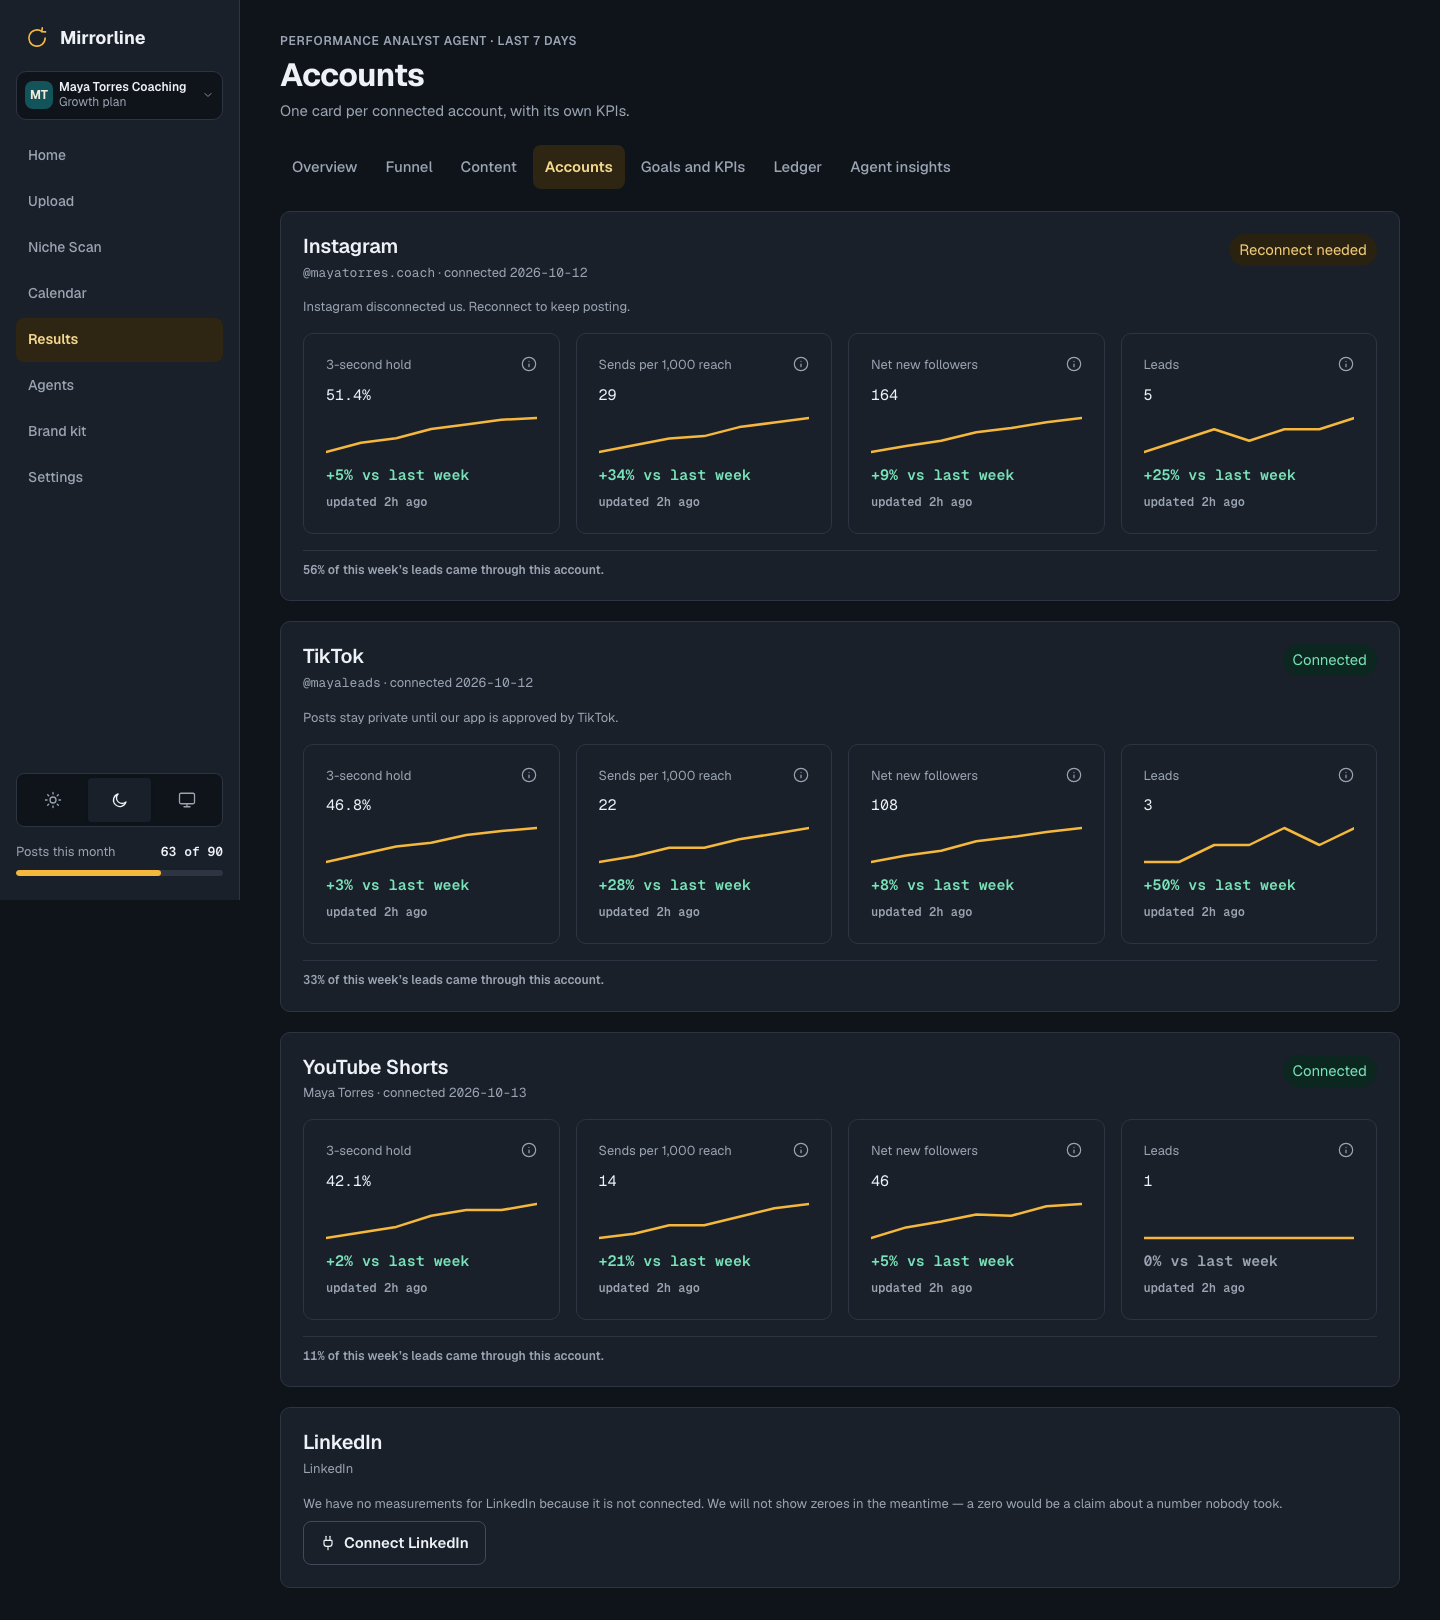 Mirrorline
MT
Maya Torres Coaching
Growth plan
Home
Upload
Niche Scan
Calendar
Results
Agents
Brand kit
Settings
Posts this month
63 of 90
PERFORMANCE ANALYST AGENT · LAST 7 DAYS
Accounts
One card per connected account, with its own KPIs.
Overview
Funnel
Content
Accounts
Goals and KPIs
Ledger
Agent insights
Instagram
Reconnect needed
@mayatorres.coach · connected 2026-10-12
Instagram disconnected us. Reconnect to keep posting.
3-second hold
51.4%
+5% vs last week
updated 2h ago
Sends per 1,000 reach
29
+34% vs last week
updated 2h ago
Net new followers
164
+9% vs last week
updated 2h ago
Leads
5
+25% vs last week
updated 2h ago
56% of this week's leads came through this account.
TikTok
Connected
@mayaleads · connected 2026-10-12
Posts stay private until our app is approved by TikTok.
3-second hold
46.8%
+3% vs last week
updated 2h ago
Sends per 1,000 reach
22
+28% vs last week
updated 2h ago
Net new followers
108
+8% vs last week
updated 2h ago
Leads
3
+50% vs last week
updated 2h ago
33% of this week's leads came through this account.
YouTube Shorts
Connected
Maya Torres · connected 2026-10-13
3-second hold
42.1%
+2% vs last week
updated 2h ago
Sends per 1,000 reach
14
+21% vs last week
updated 2h ago
Net new followers
46
+5% vs last week
updated 2h ago
Leads
1
0% vs last week
updated 2h ago
11% of this week's leads came through this account.
LinkedIn
LinkedIn
We have no measurements for LinkedIn because it is not connected. We will not show zeroes in the meantime — a zero would be a claim about a number nobody took.
Connect LinkedIn